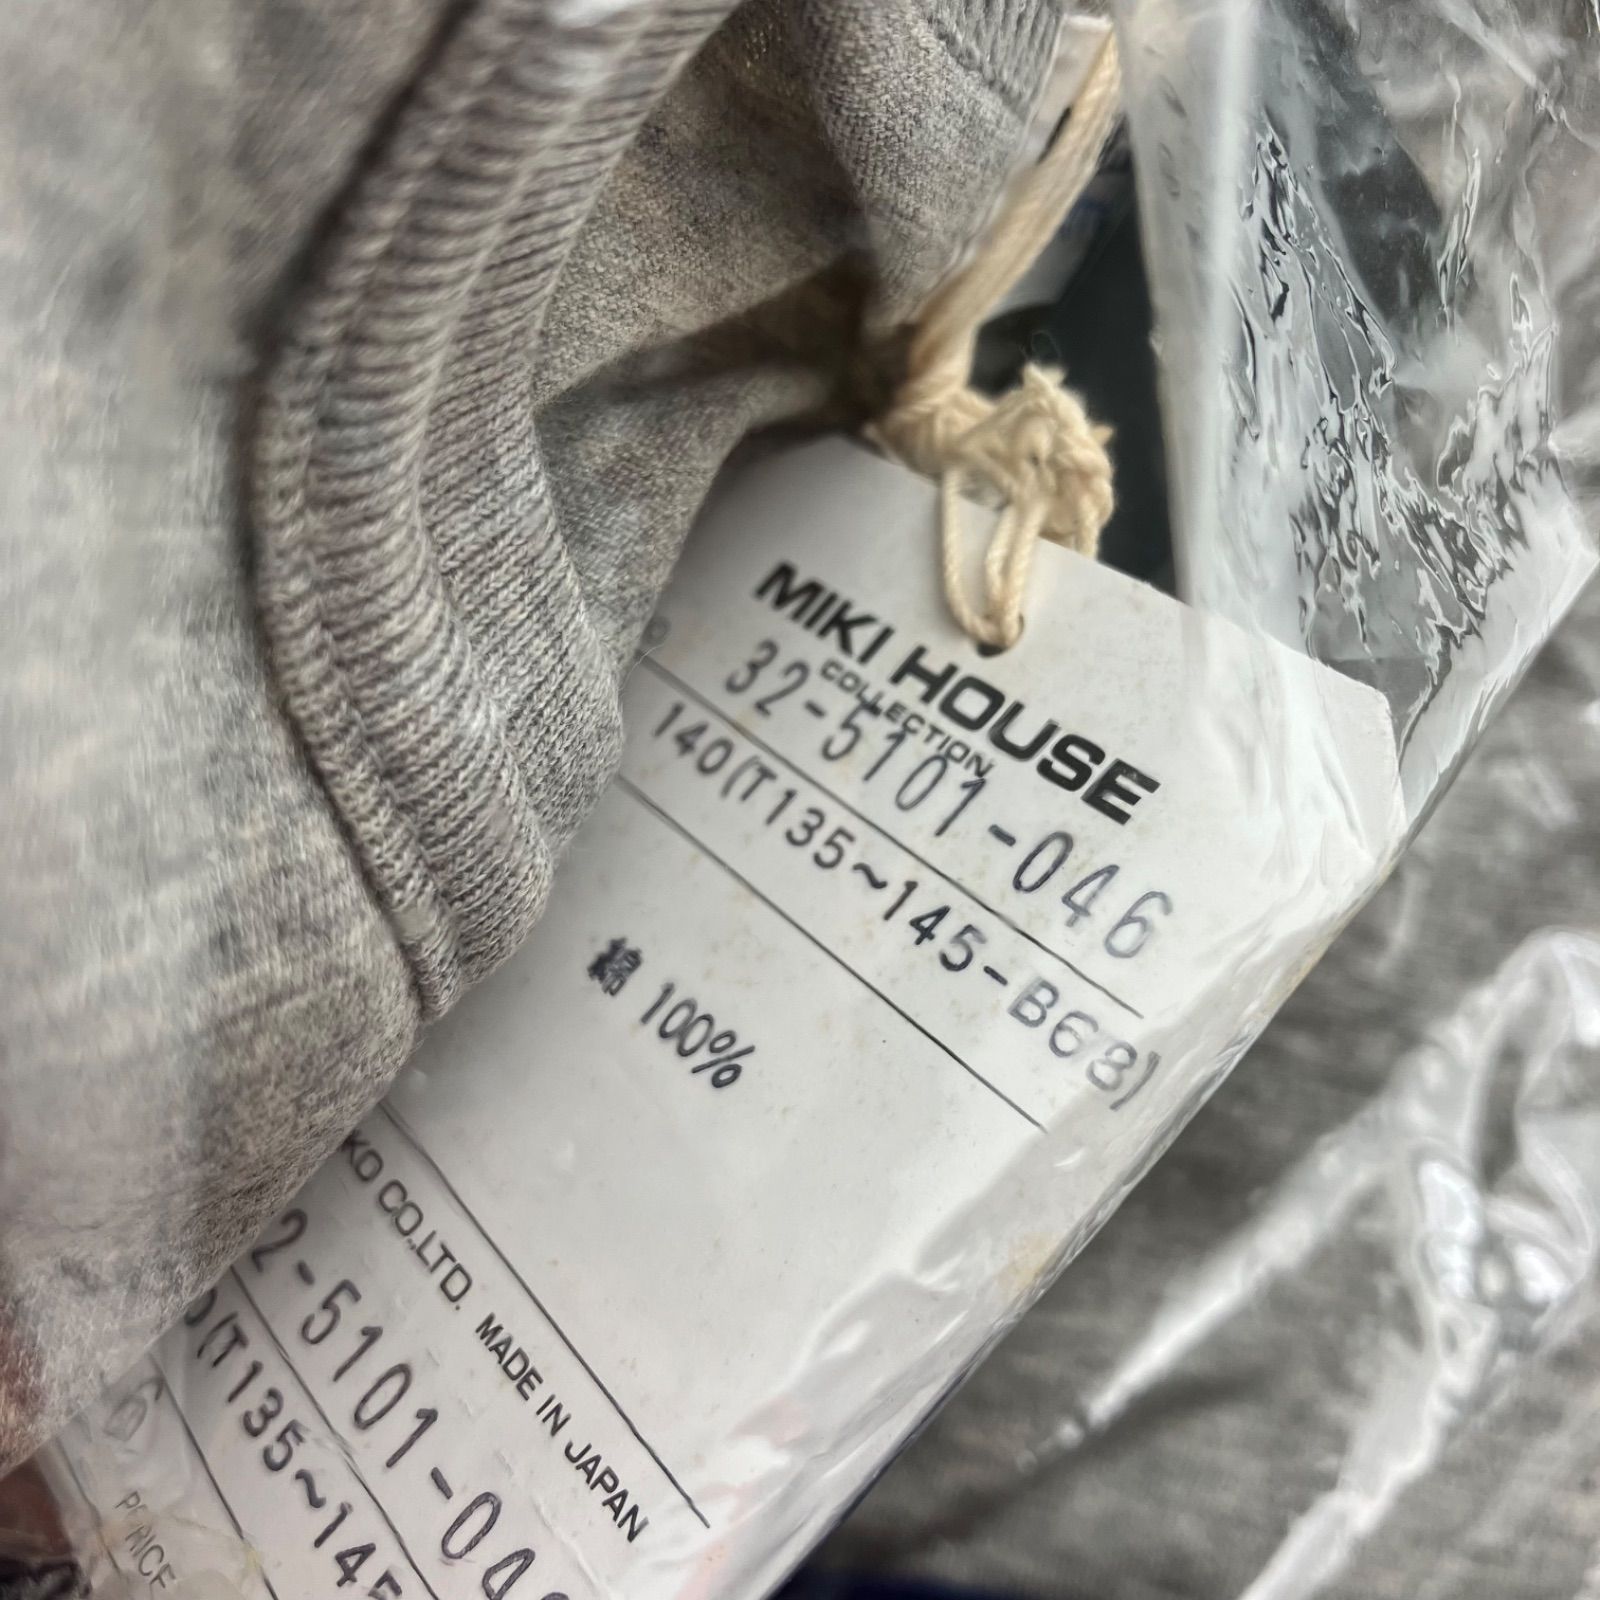 MIKI HOUSE
COLLECTION
32-5101-046
140(T135~145-B68)
綿 100%
CO.,LTD. MADE IN JAPAN
2-5101-04
(T135~145
PRICE